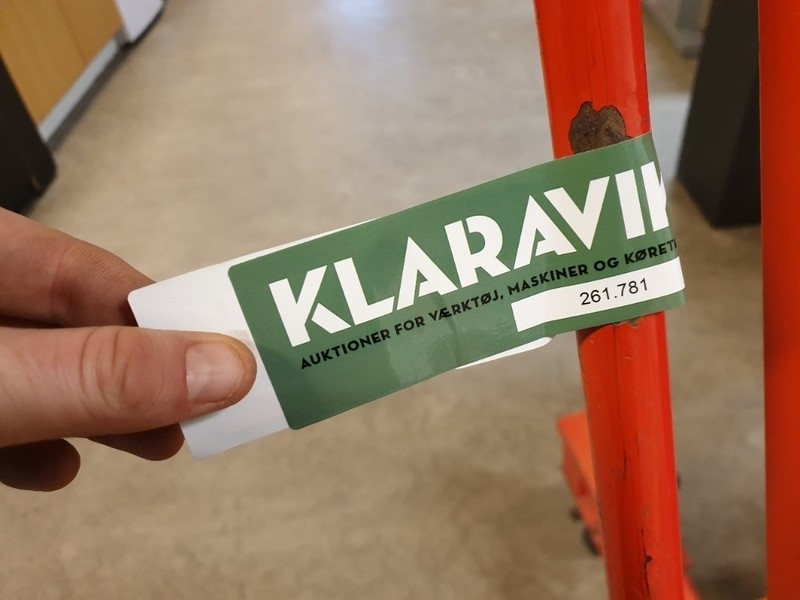 KLARAVIK
AUKTIONER FOR VÆRKTØJ, MASKINER OG
261.781